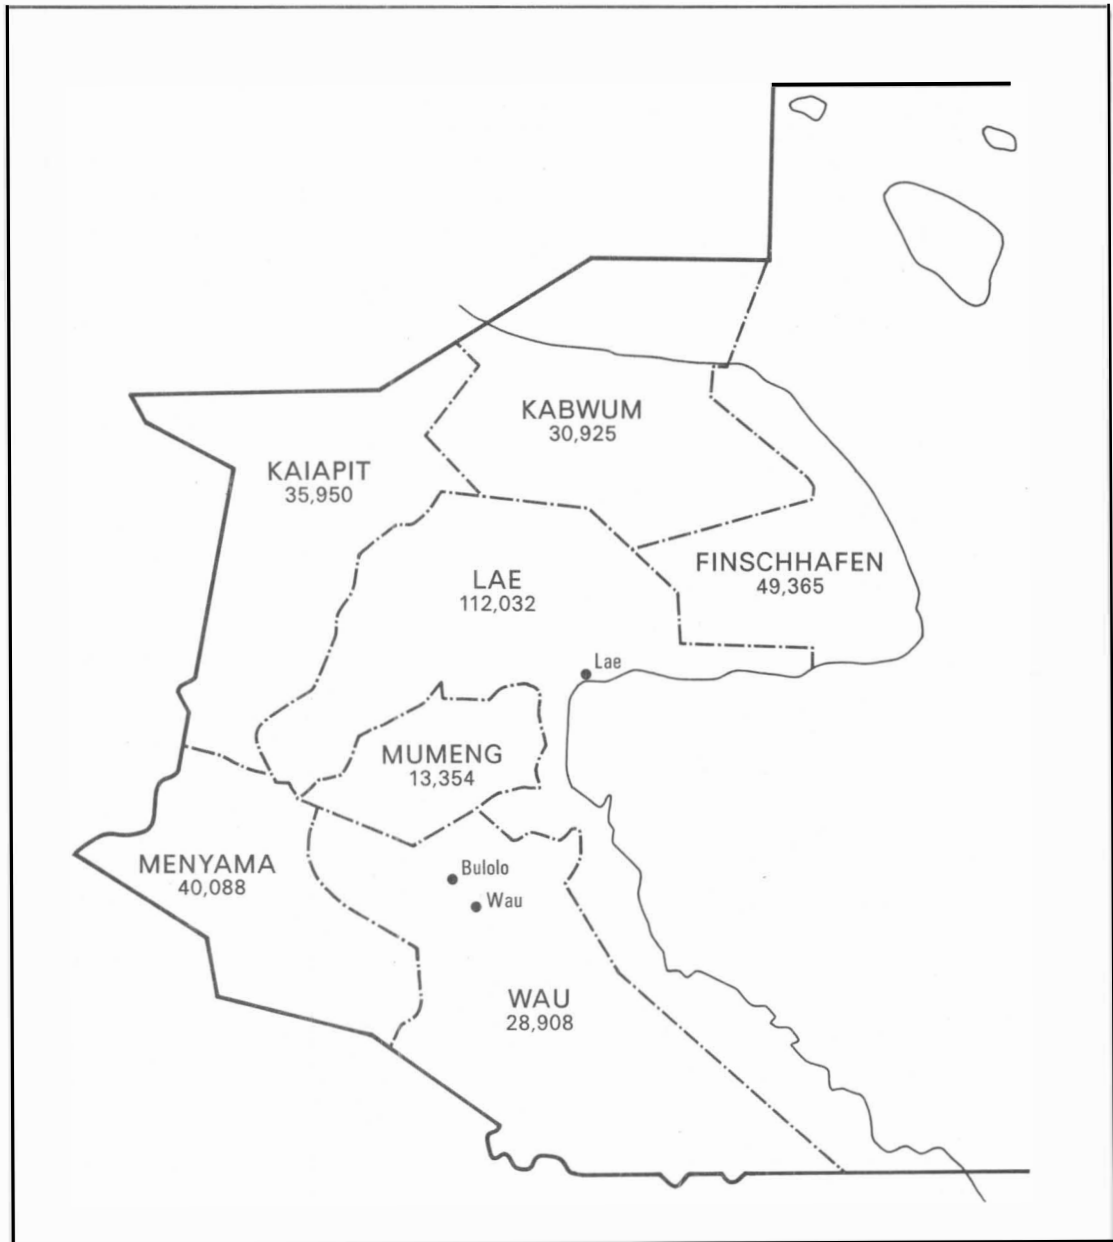 KABWUM
30,925
KAIAPIT
35,950
FINSCHHAFEN
49,365
LAE
112,032
Lae
MUMENG
13,354
MENYAMA
40,088
Bulolo
Wau
WAU
28,908